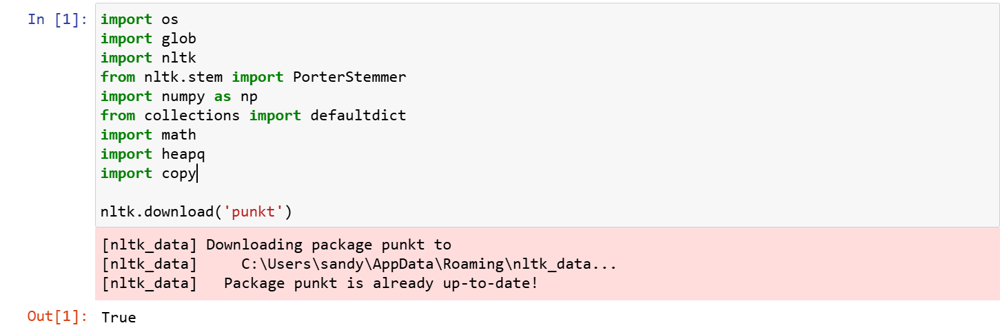 In [1]:
import os
import glob
import nltk
from nltk.stem import PorterStemmer
import numpy as np
from collections import defaultdict
import math
import heapq
import copy
nltk.download('punkt')
[nltk_data] Downloading package punkt to
[nltk_data]     C:\Users\sandy\AppData\Roaming\nltk_data...
[nltk_data]   Package punkt is already up-to-date!
Out[1]: True